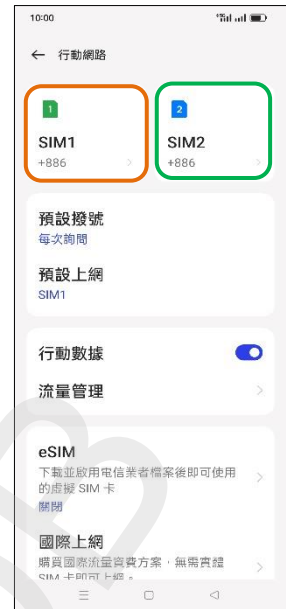 10:00
← 行動網路
1
2
SIM1
SIM2
+886
+886
預設撥號
每次詢問
預設上網
SIM1
行動數據
流量管理
eSIM
下載並啟用電信業者檔案後即可使用
的虛擬 SIM 卡
關閉
國際上網
購買國際流量資費方案，無需實體
SIM 卡即可上網。